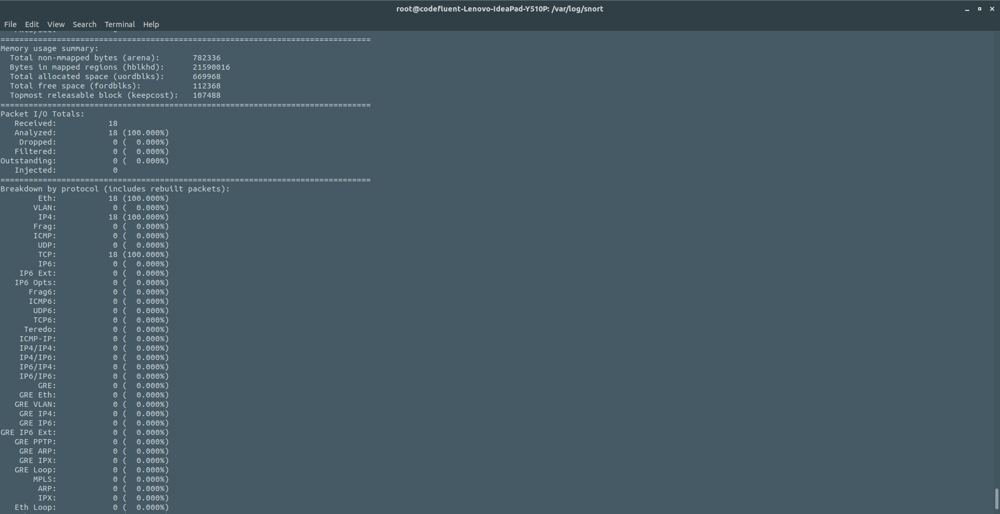 root@codefluent-Lenovo-IdeaPad-Y510P: /var/log/snort
File Edit View Search Terminal Help
Pkts/sec: 0
===============================================================================
Memory usage summary:
  Total non-mmapped bytes (arena):       782336
  Bytes in mapped regions (hblkhd):      21590016
  Total allocated space (uordblks):      669968
  Total free space (fordblks):           112368
  Topmost releasable block (keepcost):   107488
===============================================================================
Packet I/O Totals:
   Received:           18
   Analyzed:           18 (100.000%)
    Dropped:            0 (  0.000%)
   Filtered:            0 (  0.000%)
Outstanding:            0 (  0.000%)
   Injected:            0
===============================================================================
Breakdown by protocol (includes rebuilt packets):
        Eth:           18 (100.000%)
       VLAN:            0 (  0.000%)
        IP4:           18 (100.000%)
       Frag:            0 (  0.000%)
       ICMP:            0 (  0.000%)
        UDP:            0 (  0.000%)
        TCP:           18 (100.000%)
        IP6:            0 (  0.000%)
    IP6 Ext:            0 (  0.000%)
   IP6 Opts:            0 (  0.000%)
      Frag6:            0 (  0.000%)
      ICMP6:            0 (  0.000%)
       UDP6:            0 (  0.000%)
       TCP6:            0 (  0.000%)
     Teredo:            0 (  0.000%)
    ICMP-IP:            0 (  0.000%)
    IP4/IP4:            0 (  0.000%)
    IP4/IP6:            0 (  0.000%)
    IP6/IP4:            0 (  0.000%)
    IP6/IP6:            0 (  0.000%)
        GRE:            0 (  0.000%)
    GRE Eth:            0 (  0.000%)
   GRE VLAN:            0 (  0.000%)
    GRE IP4:            0 (  0.000%)
    GRE IP6:            0 (  0.000%)
GRE IP6 Ext:            0 (  0.000%)
   GRE PPTP:            0 (  0.000%)
    GRE ARP:            0 (  0.000%)
    GRE IPX:            0 (  0.000%)
   GRE Loop:            0 (  0.000%)
       MPLS:            0 (  0.000%)
        ARP:            0 (  0.000%)
        IPX:            0 (  0.000%)
   Eth Loop:            0 (  0.000%)